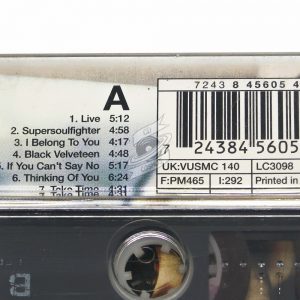 A
1. Live 5:12
2. Supersoulfighter 4:58
3. I Belong To You 4:17
4. Black Velveteen 4:48
5. If You Can't Say No 5:17
6. Thinking Of You 6:24
7. Take Time 4:31
7243 8 45605 4
7 24384 5605
UK:VUSMC 140
LC3098
F:PM465
I:292
Printed in